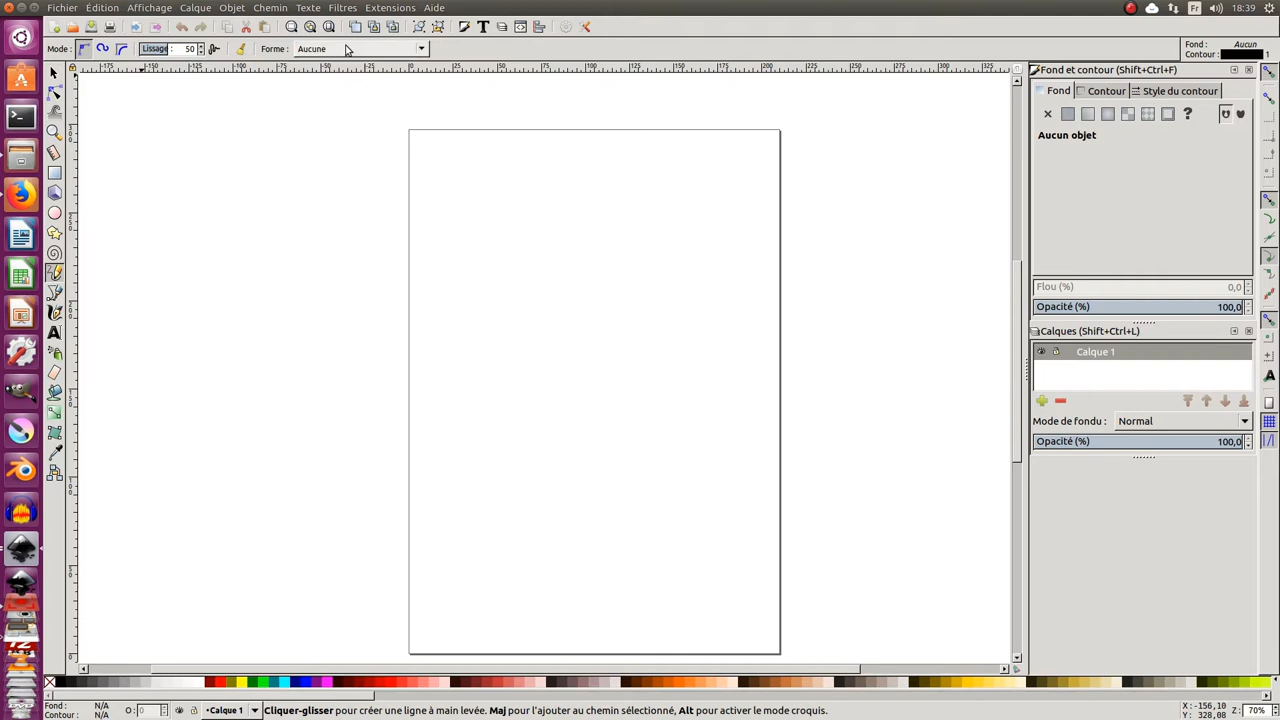 Fichier Édition Affichage Calque Objet Chemin Texte Filtres Extensions Aide
Fr 18:39
Mode : Lissage : 50 Forme : Aucune
Fond : Aucun
Contour : 1
Fond et contour (Shift+Ctrl+F)
Fond Contour Style du contour
Aucun objet
Flou (%) 0,0
Opacité (%) 100,0
Calques (Shift+Ctrl+L)
Calque 1
Mode de fondu : Normal
Opacité (%) 100,0
Fond : N/A
Contour : N/A
O: 0
•Calque 1
Cliquer-glisser pour créer une ligne à main levée. Maj pour l'ajouter au chemin sélectionné, Alt pour activer le mode croquis.
X: -156,10
Y: 328,08
Z: 70%